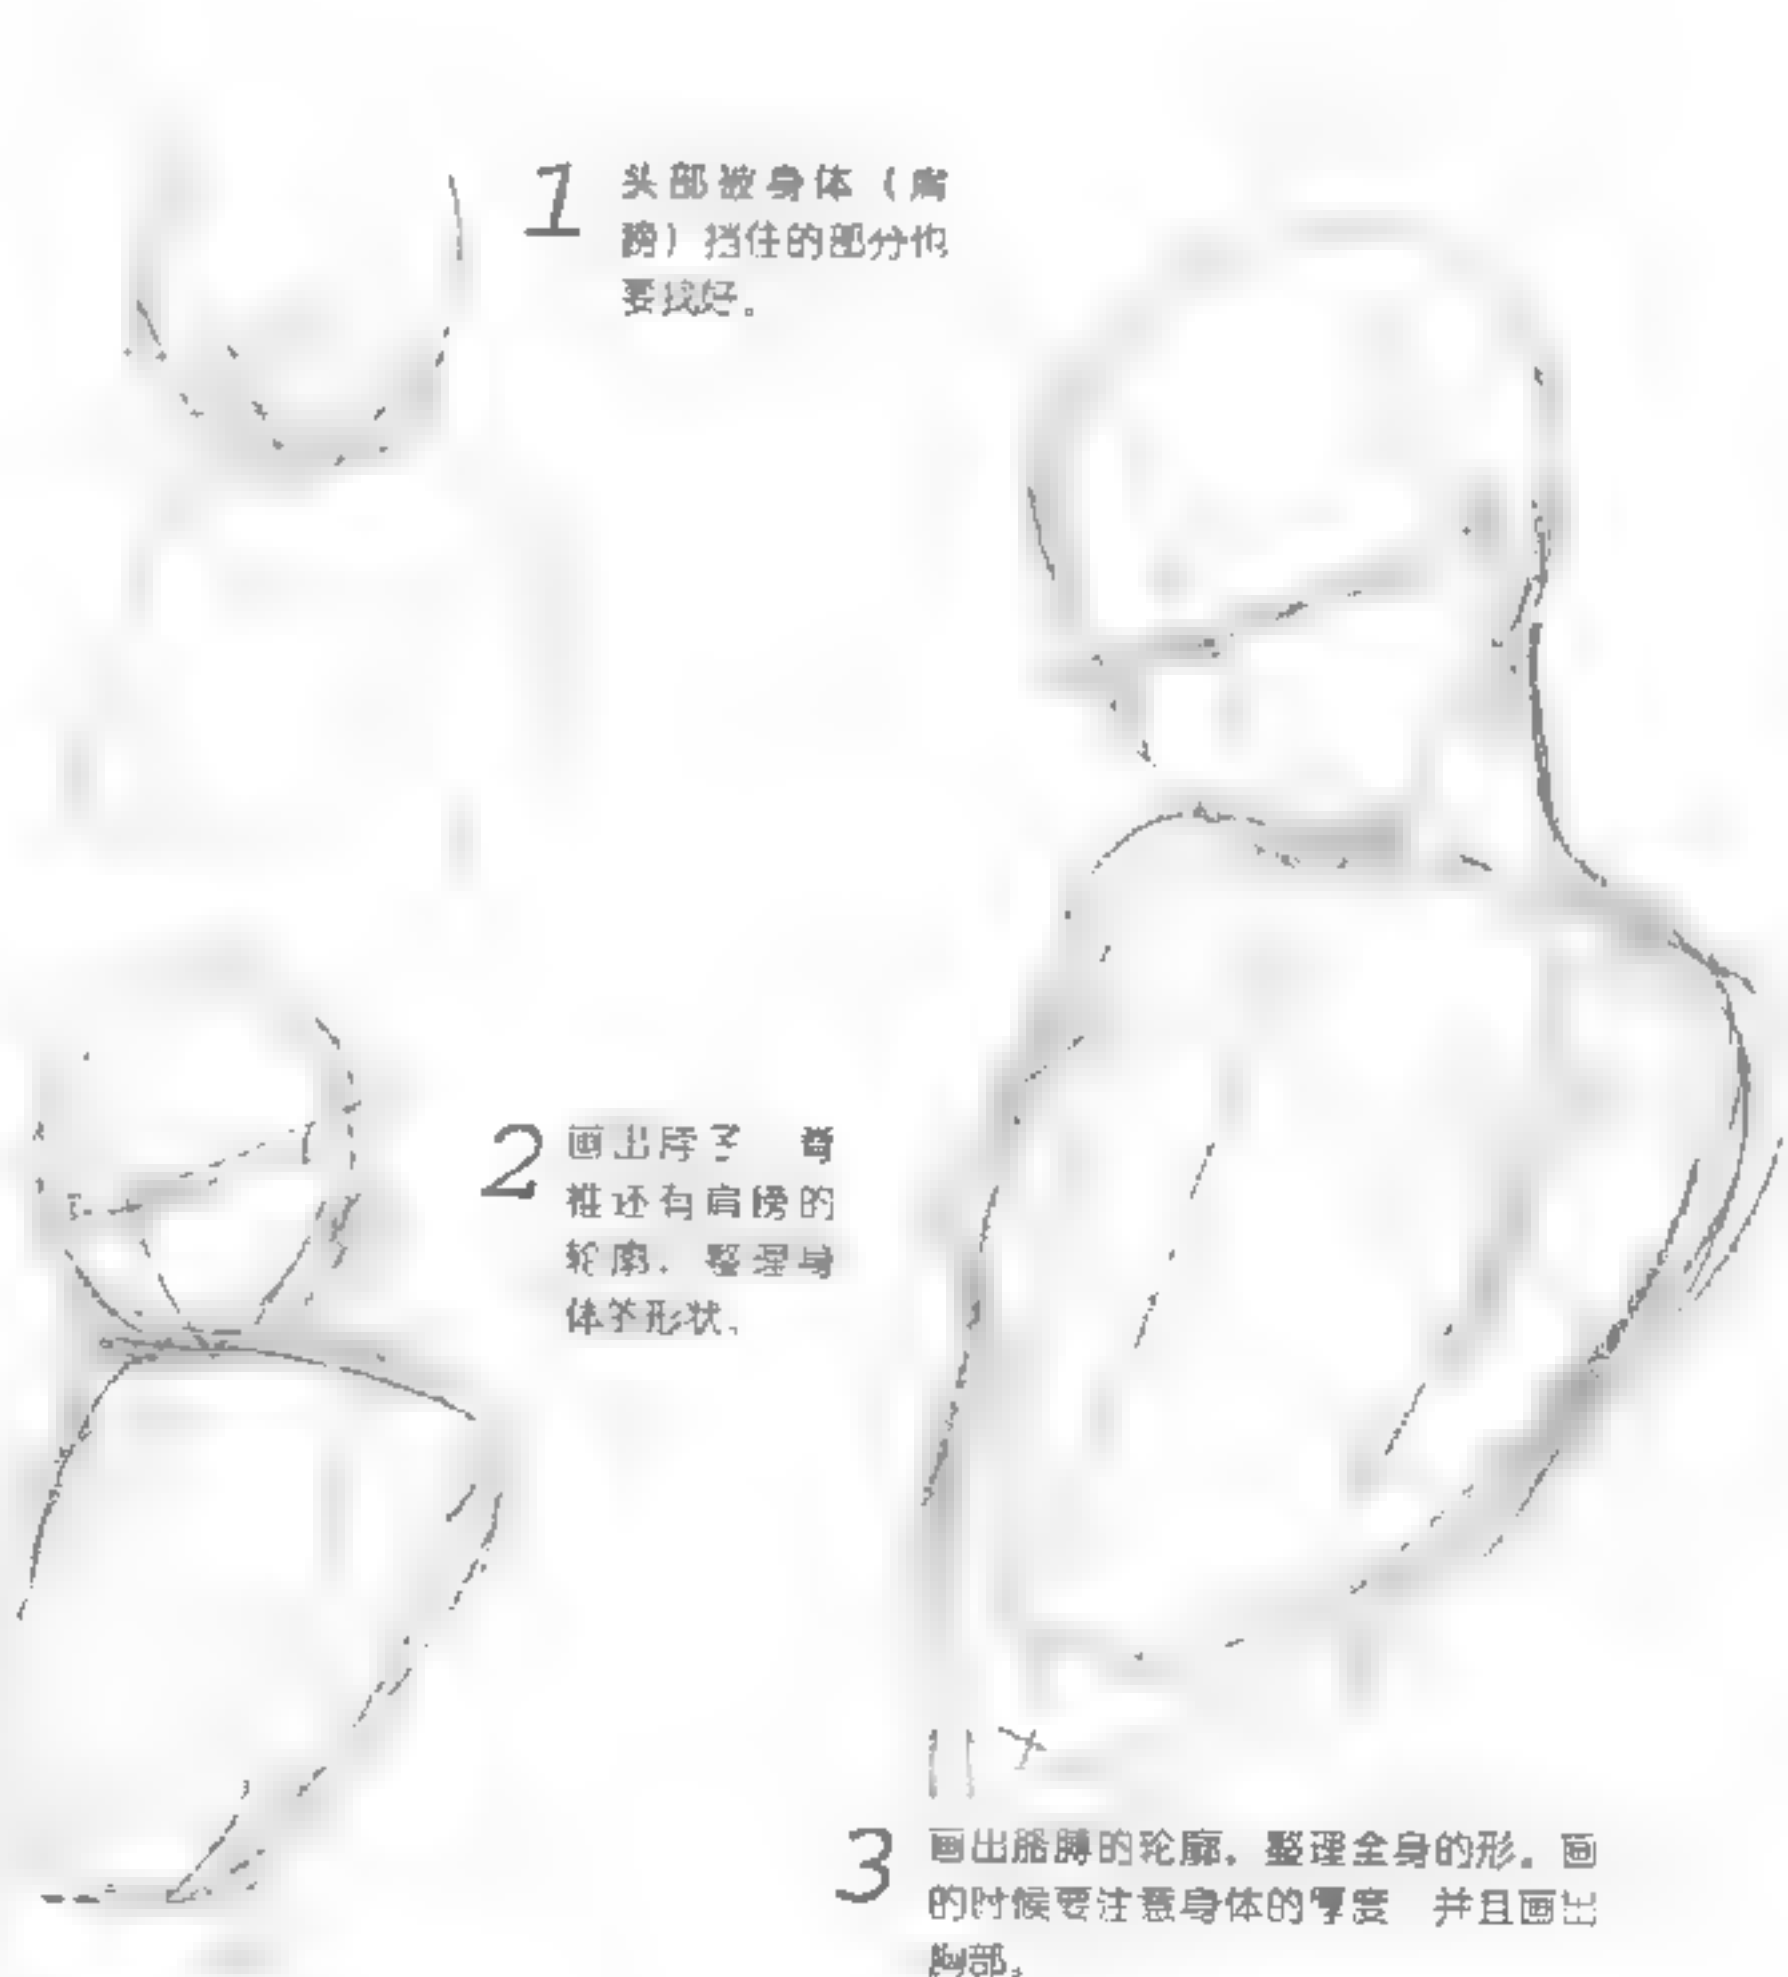 1 头部被身体（肩
膀）挡住的部分也
要找好。
2 画出脖子 脊
椎还有肩膀的
轮廓，整理身
体的形状。
3 画出胳膊的轮廓，整理全身的形。画
的时候要注意身体的厚度 并且画出
胸部。